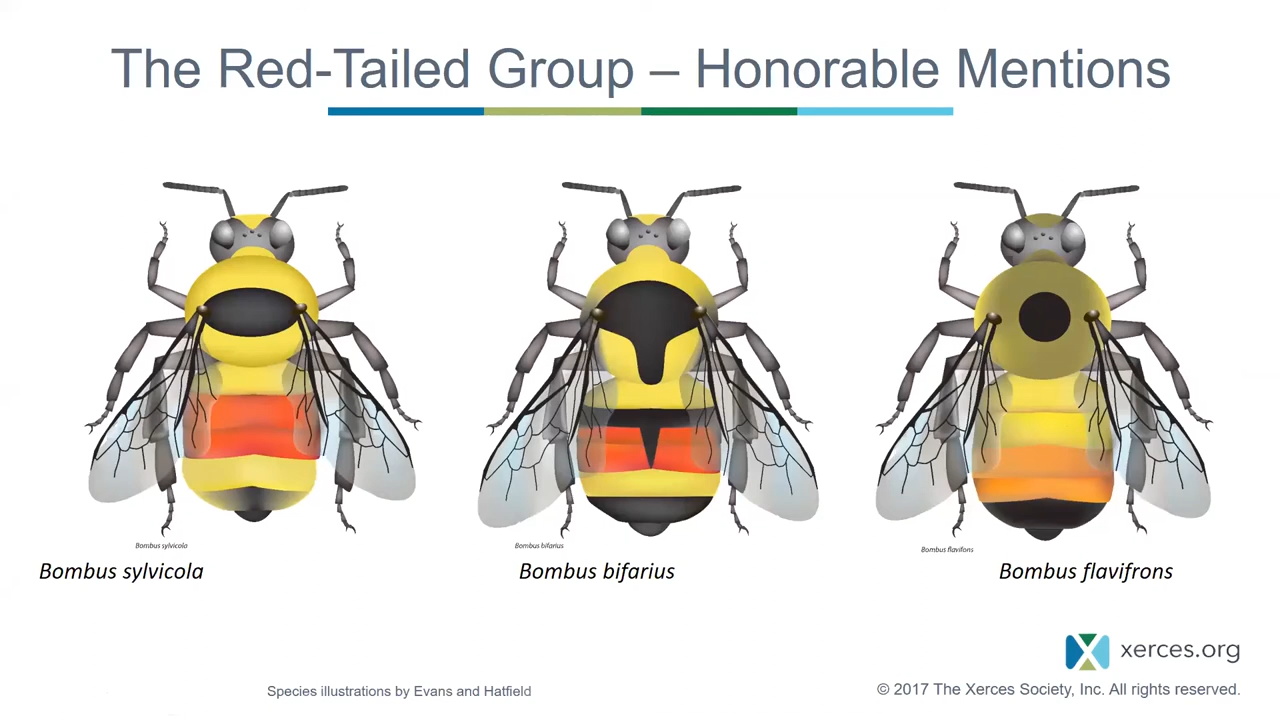 The Red-Tailed Group – Honorable Mentions
Bombus sylvicola
Bombus bifarius
Bombus flavifons
Bombus sylvicola
Bombus bifarius
Bombus flavifrons
xerces.org
Species illustrations by Evans and Hatfield
© 2017 The Xerces Society, Inc. All rights reserved.